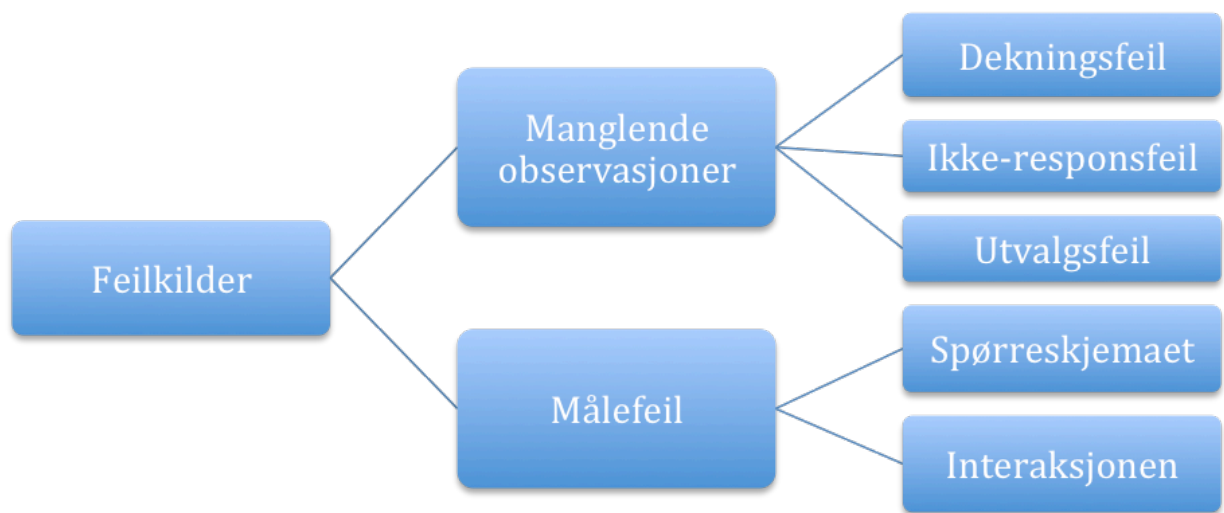 Feilkilder
Manglende
observasjoner
Dekningsfeil
Ikke-responsfeil
Utvalgsfeil
Målefeil
Spørreskjemaet
Interaksjonen